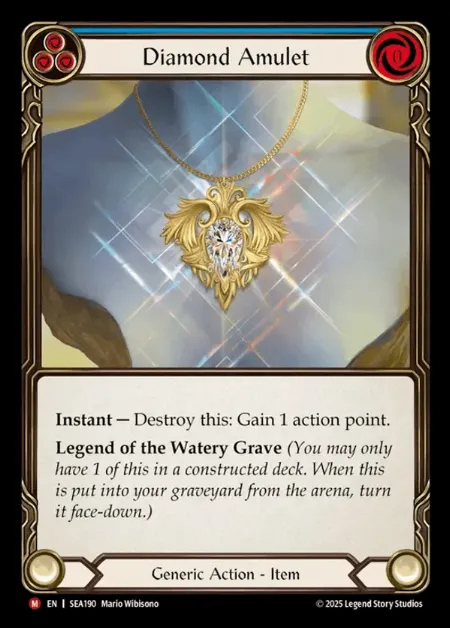 0
Diamond Amulet
Instant — Destroy this: Gain 1 action point.
Legend of the Watery Grave (You may only
have 1 of this in a constructed deck. When this
is put into your graveyard from the arena, turn
it face-down.)
Generic Action - Item
M EN | SEA190 Mario Wibisono © 2025 Legend Story Studios